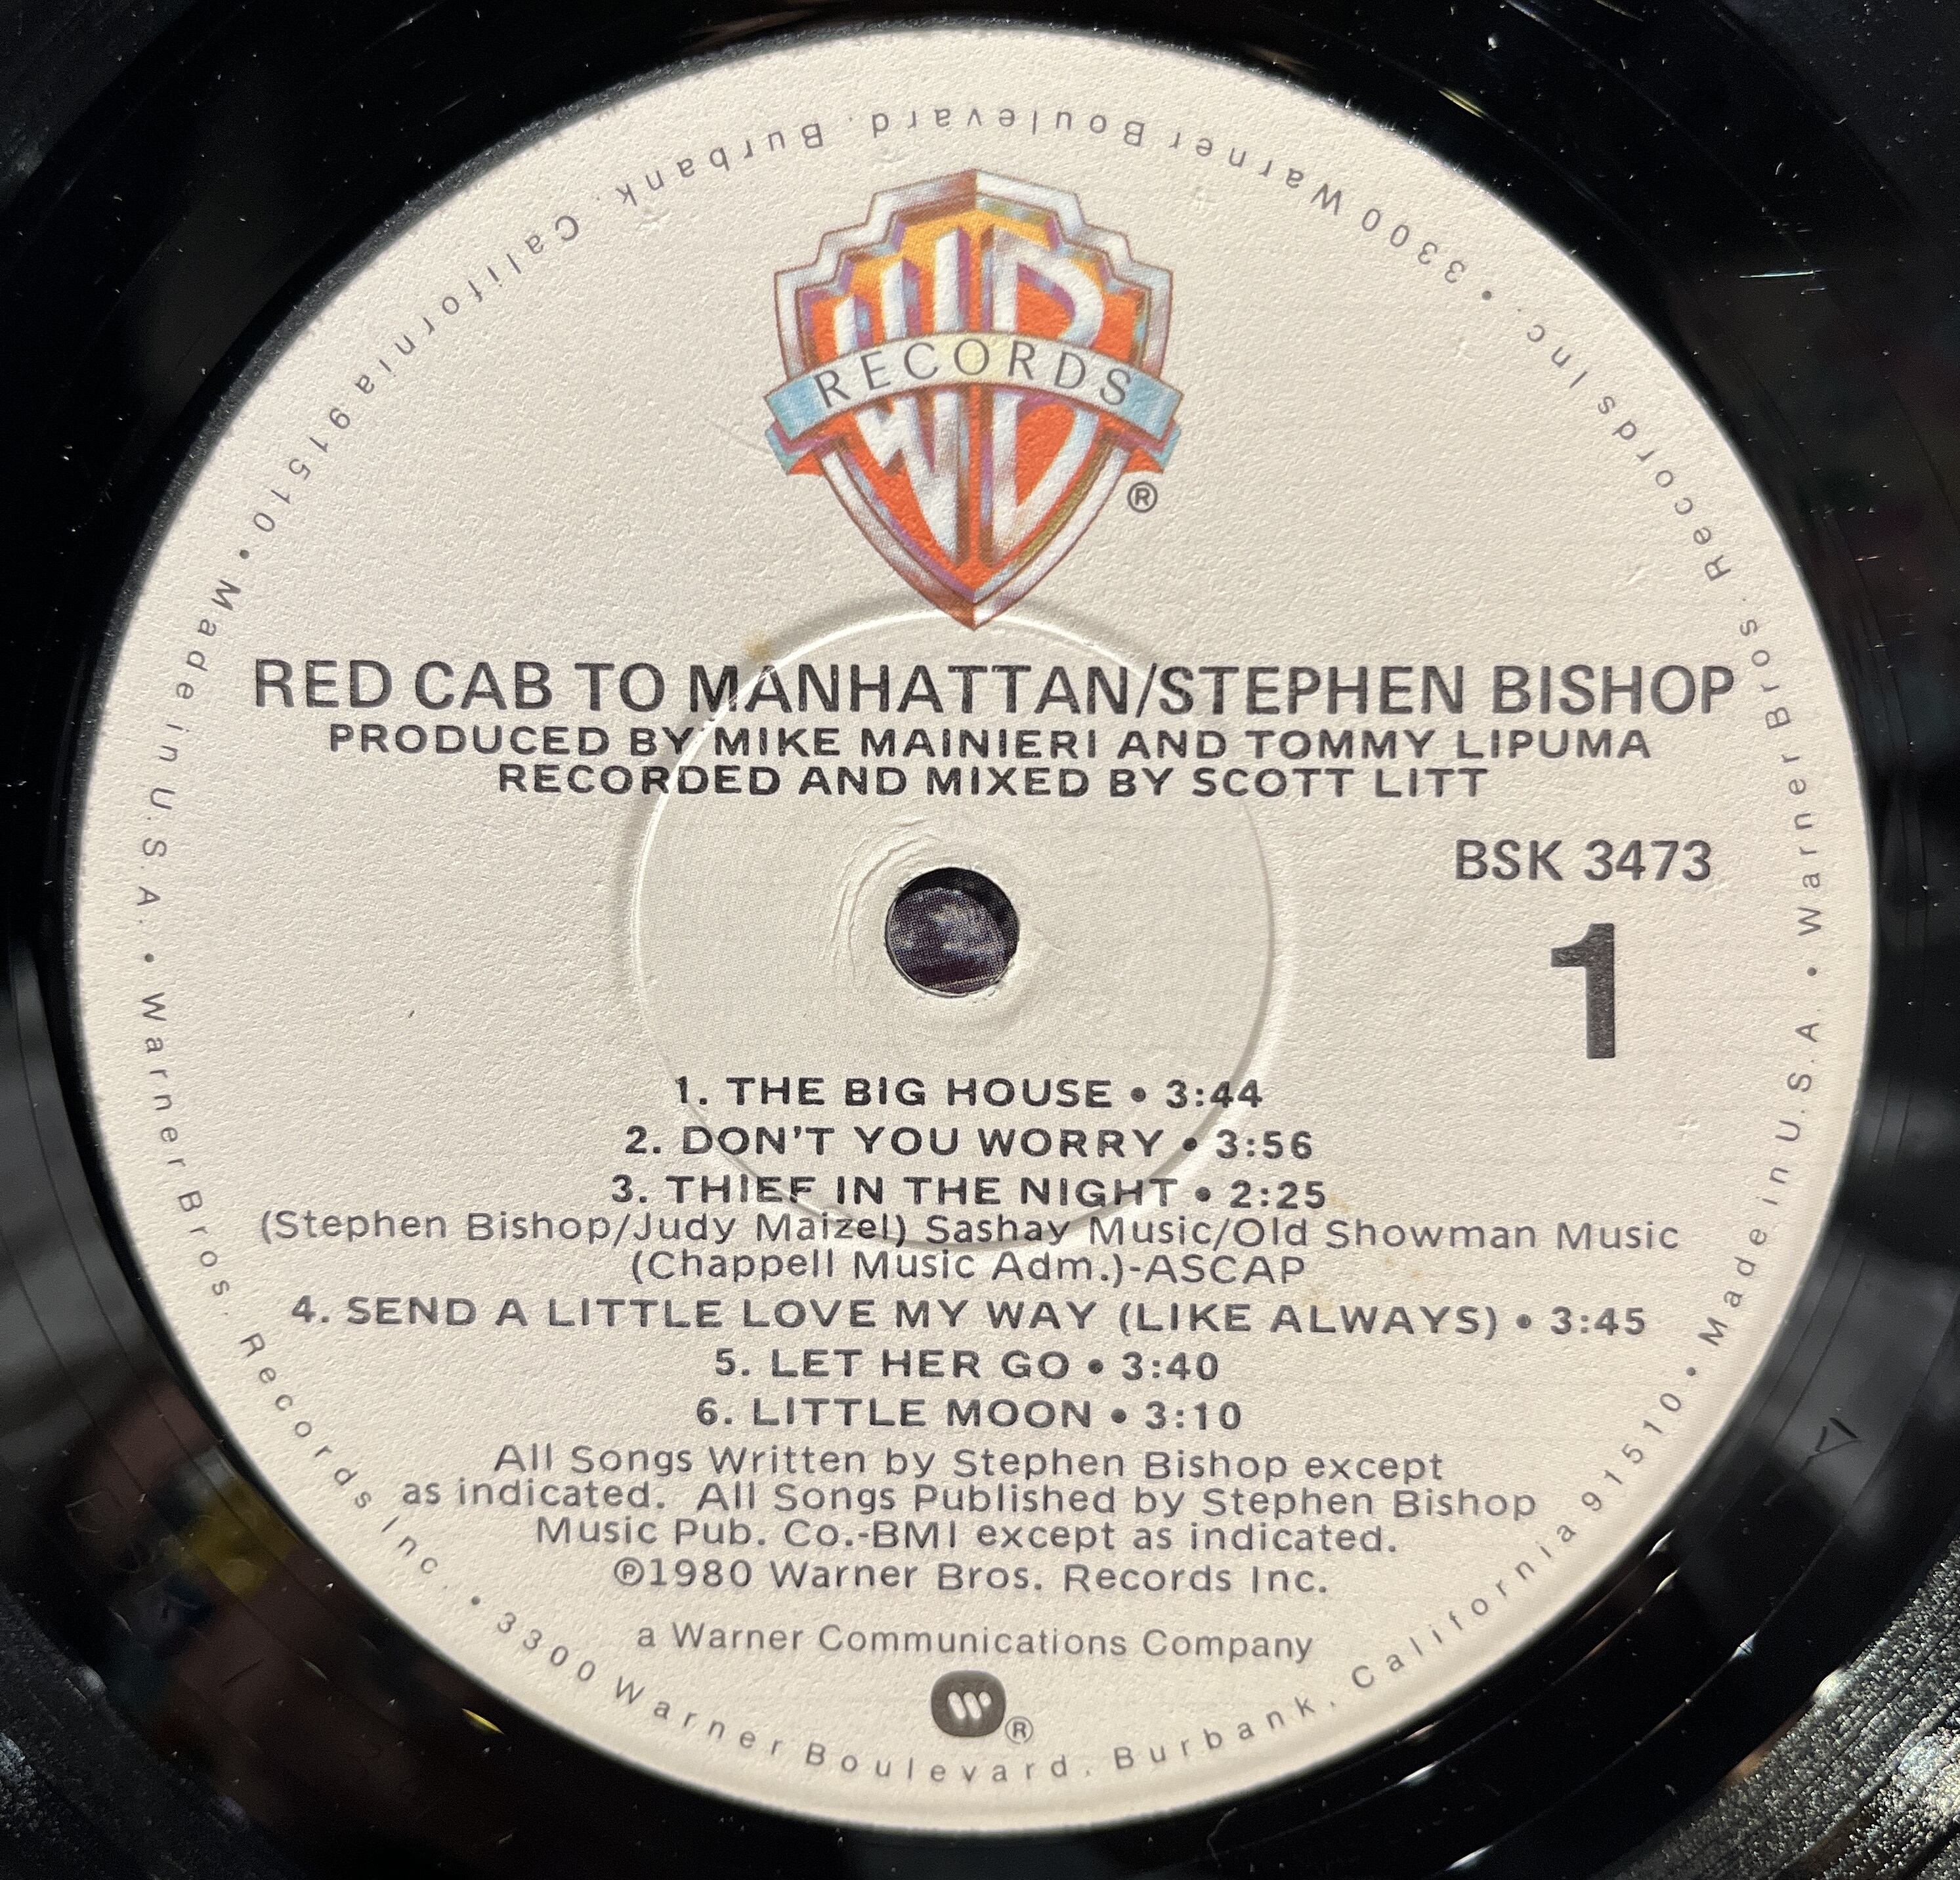 WB
RECORDS
®
RED CAB TO MANHATTAN/STEPHEN BISHOP
PRODUCED BY MIKE MAINIERI AND TOMMY LIPUMA
RECORDED AND MIXED BY SCOTT LITT
BSK 3473
1
1. THE BIG HOUSE • 3:44
2. DON'T YOU WORRY • 3:56
3. THIEF IN THE NIGHT • 2:25
(Stephen Bishop/Judy Maizel) Sashay Music/Old Showman Music
(Chappell Music Adm.)-ASCAP
4. SEND A LITTLE LOVE MY WAY (LIKE ALWAYS) • 3:45
5. LET HER GO • 3:40
6. LITTLE MOON • 3:10
All Songs Written by Stephen Bishop except
as indicated. All Songs Published by Stephen Bishop
Music Pub. Co.-BMI except as indicated.
℗1980 Warner Bros. Records Inc.
a Warner Communications Company
®
Warner Bros. Records Inc. • 3300 Warner Boulevard. Burbank. California 91510 • Made in U.S.A. •
Warner Bros. Records Inc. • 3300 Warner Boulevard. Burbank. California 91510 • Made in U.S.A. •